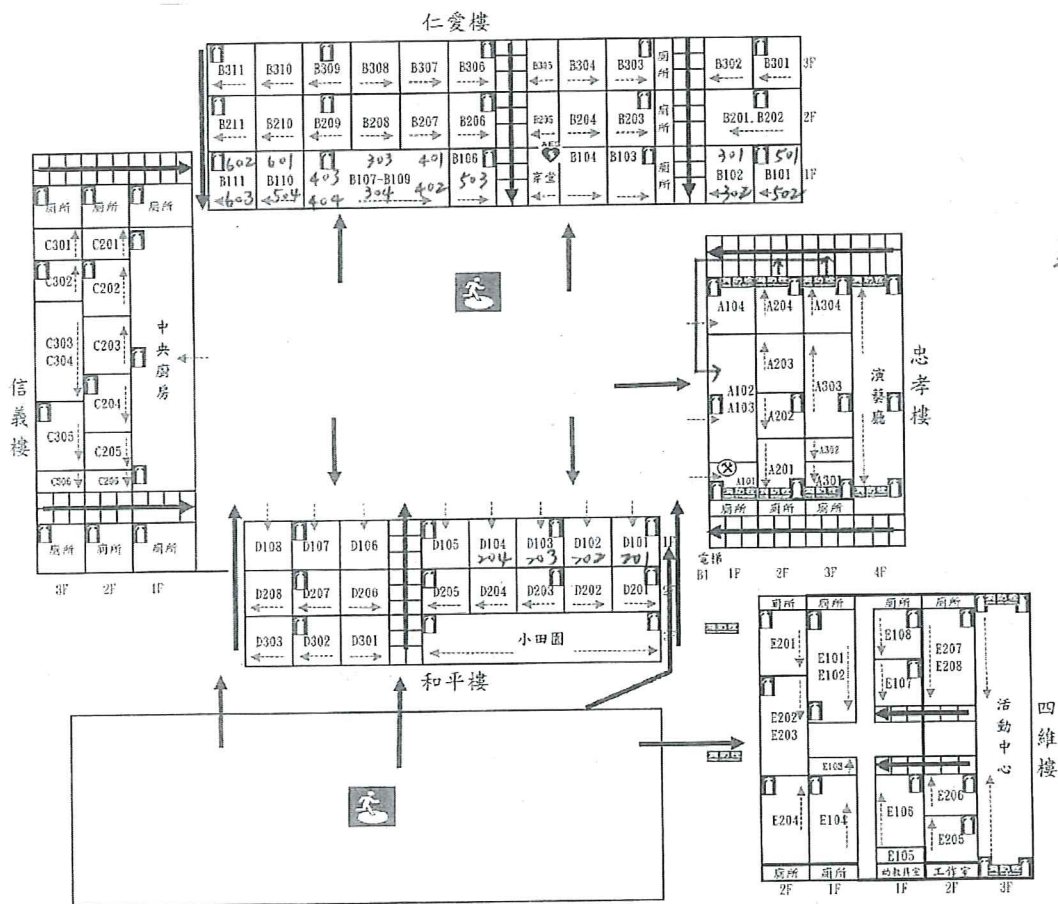 仁愛樓
B311 B310 B309 B308 B307 B306 B305 B304 B303 廁所 B302 B301 3F
B211 B210 B209 B208 B207 B206 B205 B204 B203 廁所 B201.B202 2F
AED
602 601 303 401 B106 B104 B103 廁所 301 501 1F
B111 B110 403 B107-B109 503 穿堂 B102 B101
603 504 404 304 402 302 502
廁所 廁所 廁所
C301 C201
C302 C202
C303
C304
C203
C204
C305
C205
C306 C206
中央廚房
信義樓
廁所 廁所 廁所
3F 2F 1F
A104 A204 A304
A203
A102
A103
A303
A202
A302
A101 A201 A301
演藝廳
忠孝樓
廁所 廁所 廁所
電梯
B1 1F 2F 3F 4F
D108 D107 D106 D105 D104 D103 D102 D101 1F
204 203 202 201
D208 D207 D206 D205 D204 D203 D202 D201
D303 D302 D301 小田園
和平樓
廁所 廁所 廁所 廁所
E201 E101
E102
E108 E207
E208
E107
E202
E203
E103
E204 E104 E106 E206
E205
E105
活動中心
四維樓
廁所 廁所 工作室
2F 1F 1F 2F 3F